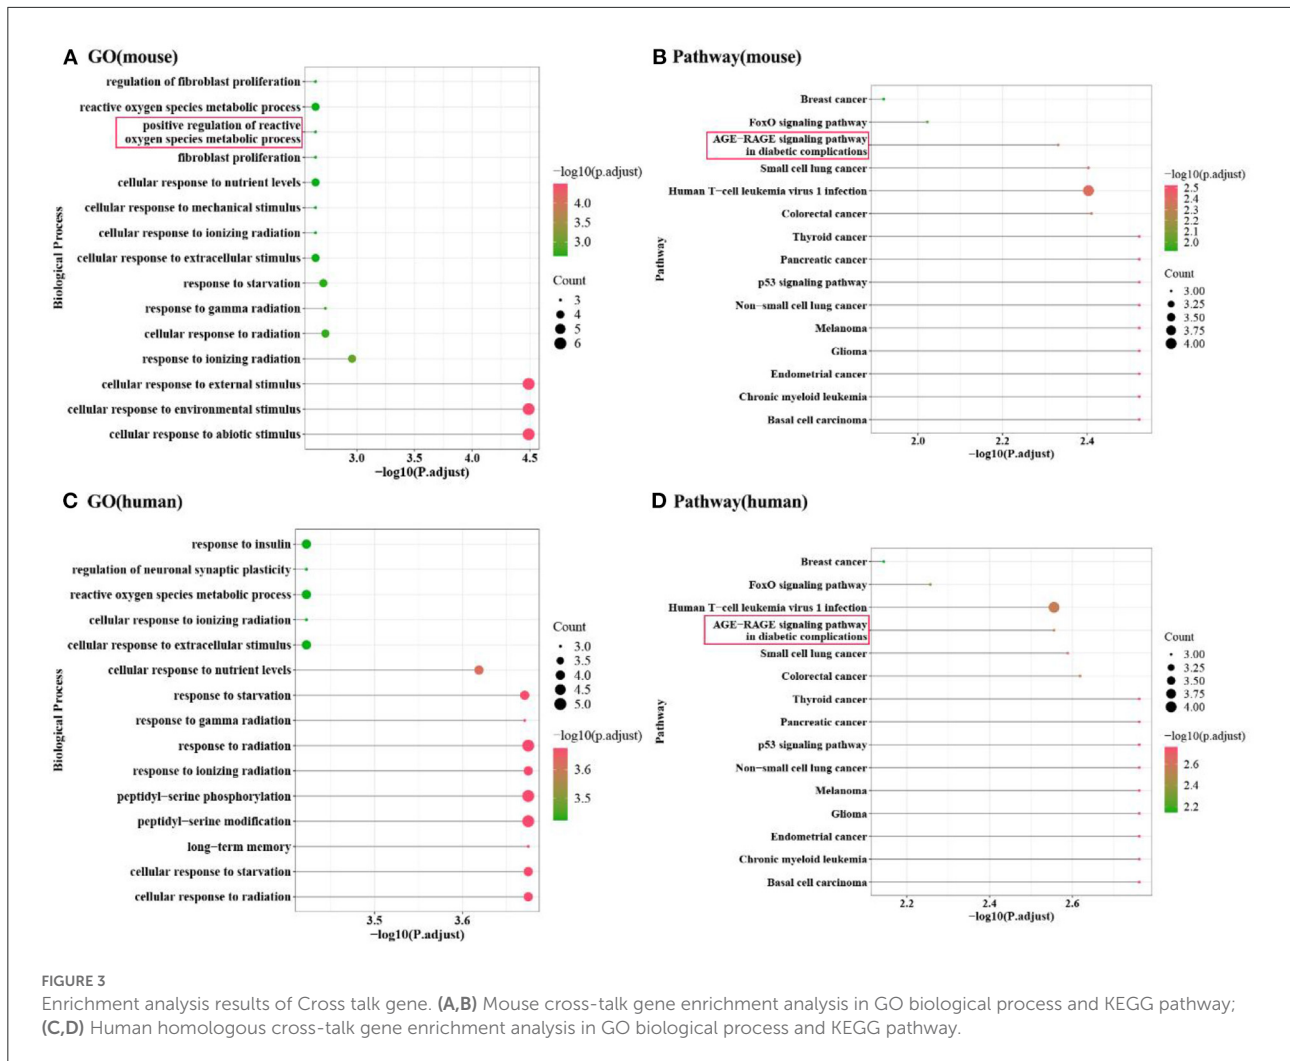 A GO(mouse)
regulation of fibroblast proliferation
reactive oxygen species metabolic process
positive regulation of reactive
oxygen species metabolic process
fibroblast proliferation
cellular response to nutrient levels
cellular response to mechanical stimulus
cellular response to ionizing radiation
cellular response to extracellular stimulus
response to starvation
response to gamma radiation
cellular response to radiation
response to ionizing radiation
cellular response to external stimulus
cellular response to environmental stimulus
cellular response to abiotic stimulus
Biological Process
3.0 3.5 4.0 4.5
−log10(P.adjust)
−log10(p.adjust)
4.0
3.5
3.0
Count
3
4
5
6
B Pathway(mouse)
Breast cancer
FoxO signaling pathway
AGE−RAGE signaling pathway
in diabetic complications
Small cell lung cancer
Human T−cell leukemia virus 1 infection
Colorectal cancer
Thyroid cancer
Pancreatic cancer
p53 signaling pathway
Non−small cell lung cancer
Melanoma
Glioma
Endometrial cancer
Chronic myeloid leukemia
Basal cell carcinoma
Pathway
2.0 2.2 2.4
−log10(P.adjust)
−log10(p.adjust)
2.5
2.4
2.3
2.2
2.1
2.0
Count
3.00
3.25
3.50
3.75
4.00
C GO(human)
response to insulin
regulation of neuronal synaptic plasticity
reactive oxygen species metabolic process
cellular response to ionizing radiation
cellular response to extracellular stimulus
cellular response to nutrient levels
response to starvation
response to gamma radiation
response to radiation
response to ionizing radiation
peptidyl−serine phosphorylation
peptidyl−serine modification
long−term memory
cellular response to starvation
cellular response to radiation
Biological Process
3.5 3.6
−log10(P.adjust)
Count
3.0
3.5
4.0
4.5
5.0
−log10(p.adjust)
3.6
3.5
D Pathway(human)
Breast cancer
FoxO signaling pathway
Human T−cell leukemia virus 1 infection
AGE−RAGE signaling pathway
in diabetic complications
Small cell lung cancer
Colorectal cancer
Thyroid cancer
Pancreatic cancer
p53 signaling pathway
Non−small cell lung cancer
Melanoma
Glioma
Endometrial cancer
Chronic myeloid leukemia
Basal cell carcinoma
Pathway
2.2 2.4 2.6
−log10(P.adjust)
Count
3.00
3.25
3.50
3.75
4.00
−log10(p.adjust)
2.6
2.4
2.2
FIGURE 3
Enrichment analysis results of Cross talk gene. (A,B) Mouse cross-talk gene enrichment analysis in GO biological process and KEGG pathway;
(C,D) Human homologous cross-talk gene enrichment analysis in GO biological process and KEGG pathway.